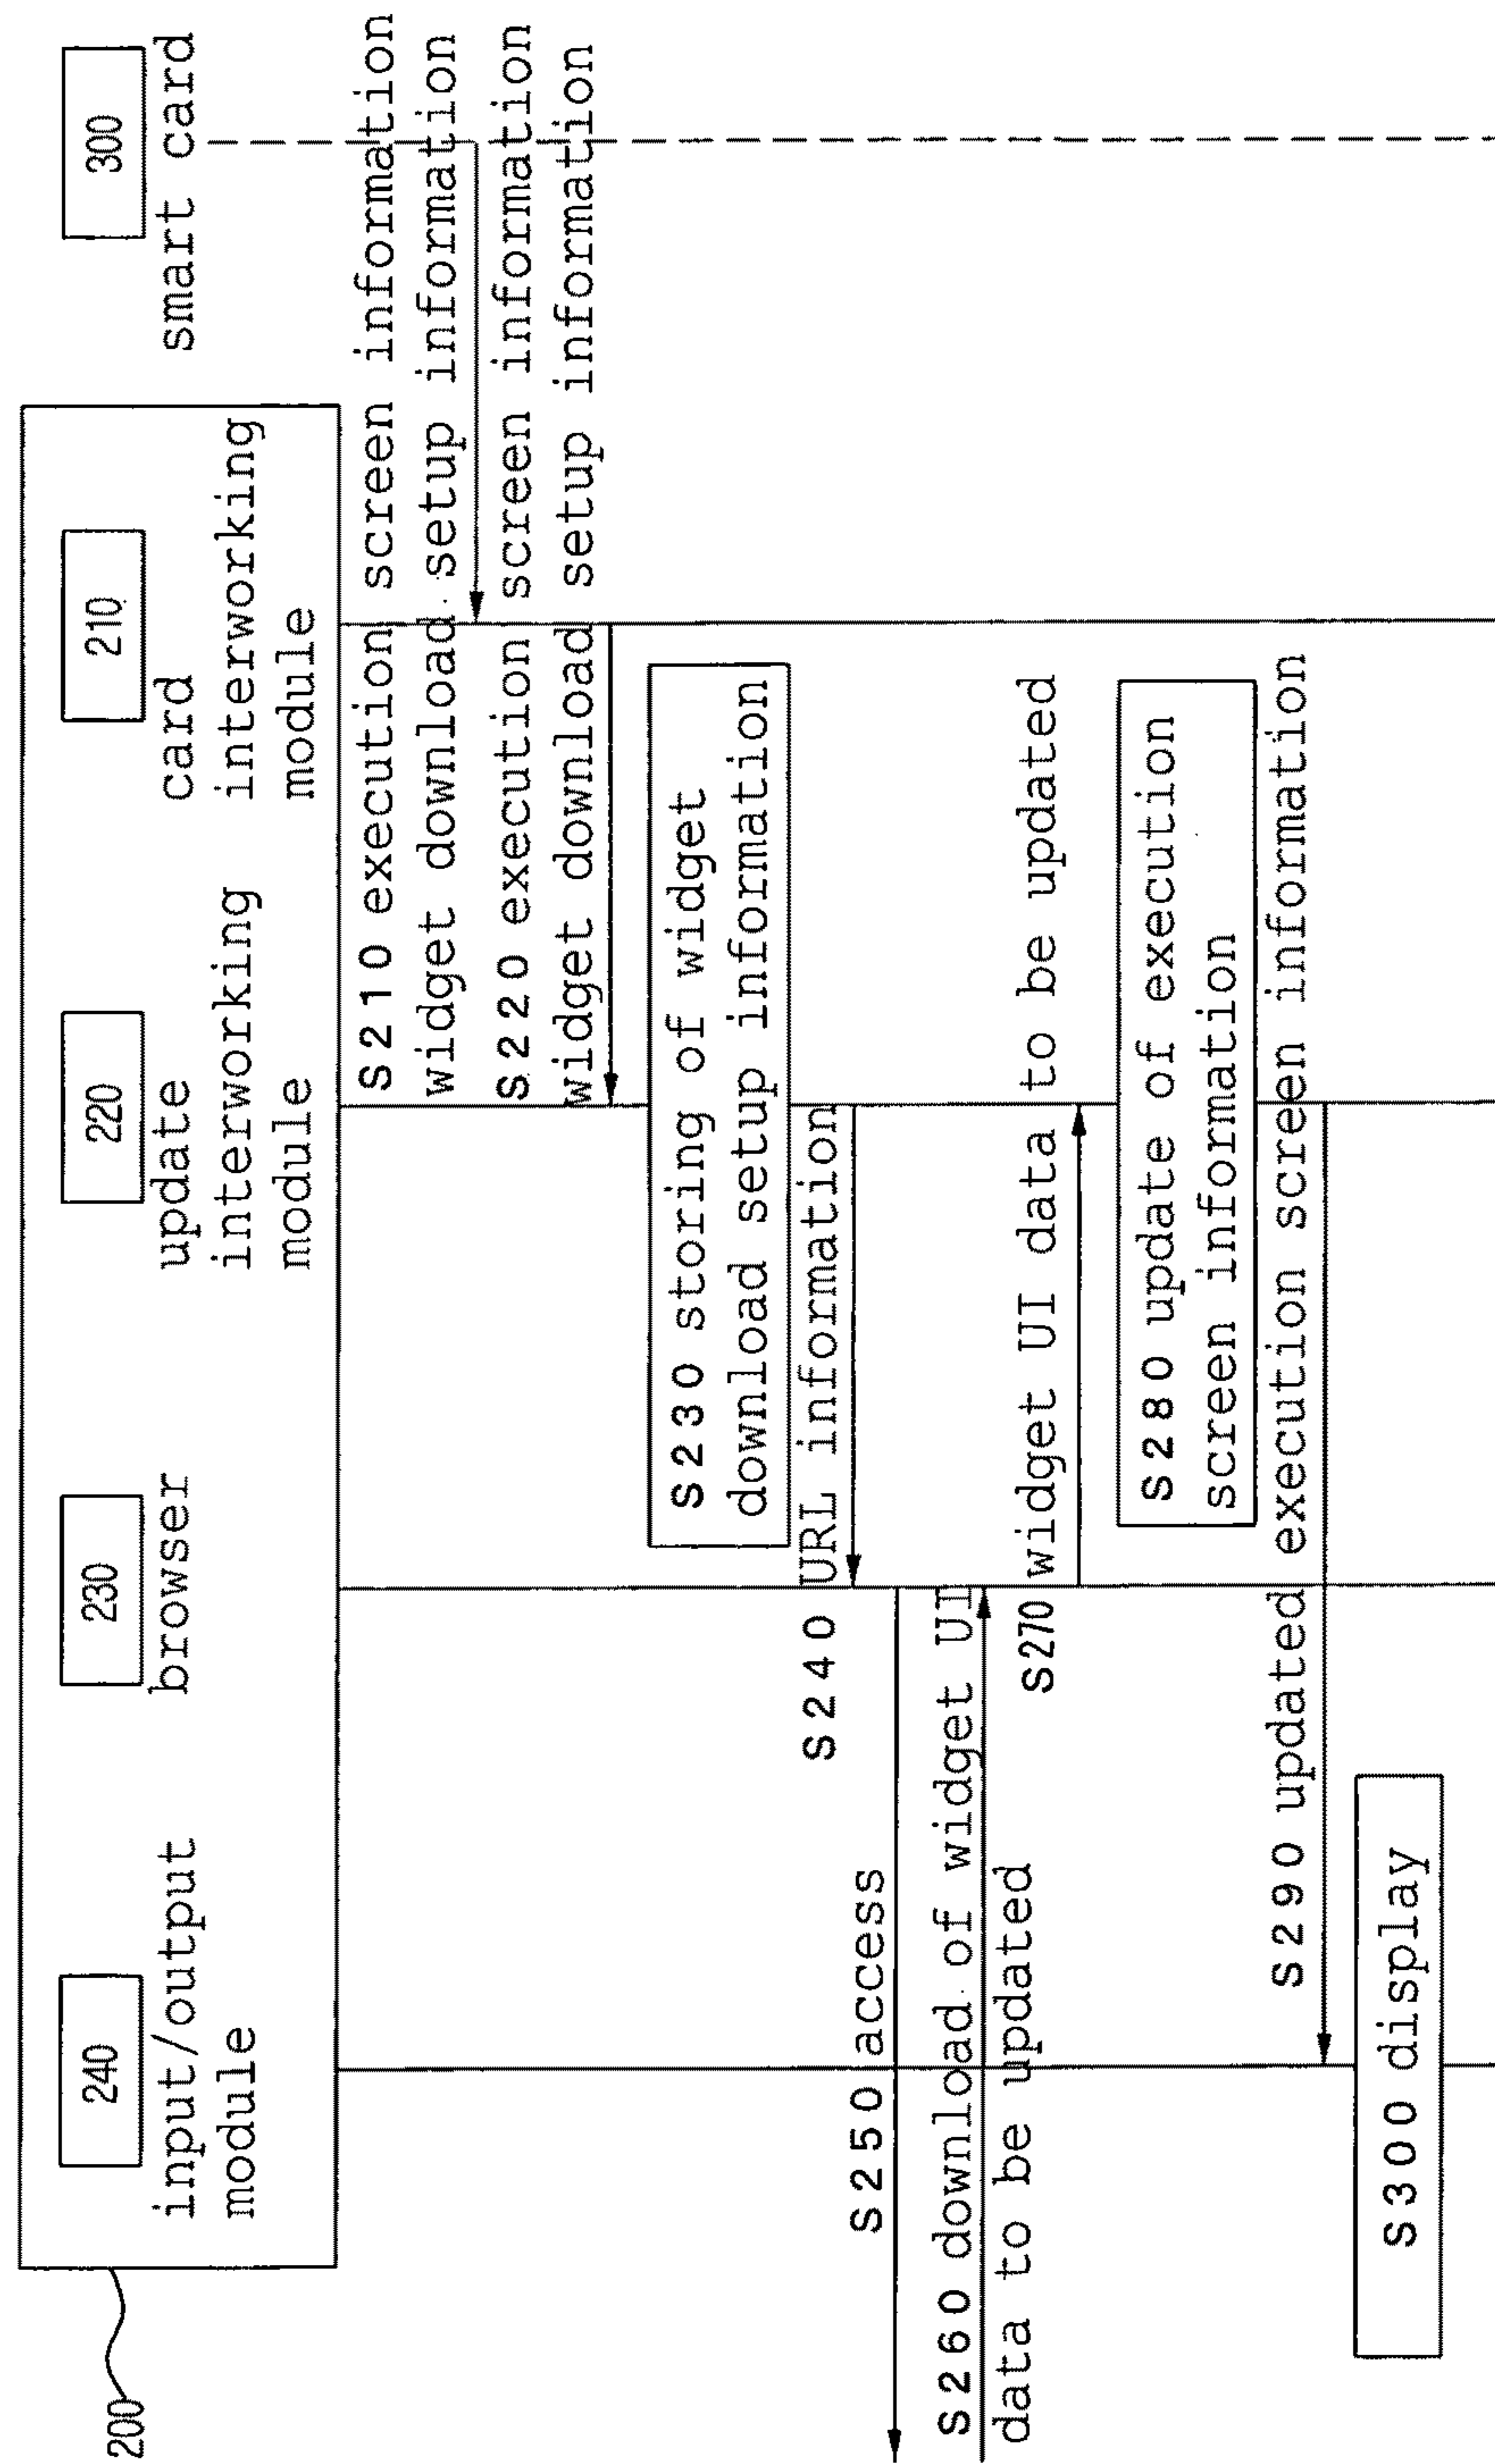 200
240
input/output
module
230
browser
220
update
interworking
module
210
card
interworking
module
300
smart card
S210 execution screen information
widget download setup information
S220 execution screen information
widget download setup information
S230 storing of widget
download setup information
S240 URL information
S250 access
S260 download of widget UI
data to be updated
S270 widget UI data to be updated
S280 update of execution
screen information
S290 updated execution screen information
S300 display